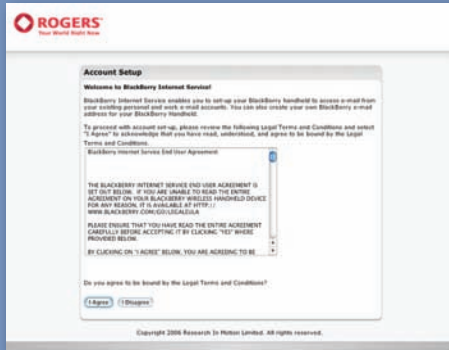 ROGERS
Your World Right Now
Account Setup
Welcome to BlackBerry Internet Service!
BlackBerry Internet Service enables you to set-up your BlackBerry handheld to access e-mail from
your existing personal and work e-mail accounts. You can also create your own BlackBerry e-mail
address for your BlackBerry Handheld.
To proceed with account set-up, please review the following Legal Terms and Conditions and select
"I Agree" to acknowledge that you have read, understood, and agree to be bound by the Legal
Terms and Conditions.
BlackBerry Internet Service End User Agreement
THE BLACKBERRY INTERNET SERVICE END USER AGREEMENT IS
SET OUT BELOW. IF YOU ARE UNABLE TO READ THE ENTIRE
AGREEMENT ON YOUR BLACKBERRY WIRELESS HANDHELD DEVICE
FOR ANY REASON, IT IS AVAILABLE AT HTTP://
WWW.BLACKBERRY.COM/GO/LEGALEULA
PLEASE ENSURE THAT YOU HAVE READ THE ENTIRE AGREEMENT
CAREFULLY BEFORE ACCEPTING IT BY CLICKING "YES" WHERE
PROVIDED BELOW.
BY CLICKING ON "I AGREE" BELOW, YOU ARE AGREEING TO BE
Do you agree to be bound by the Legal Terms and Conditions?
I Agree I Disagree
Copyright 2006 Research In Motion Limited. All rights reserved.